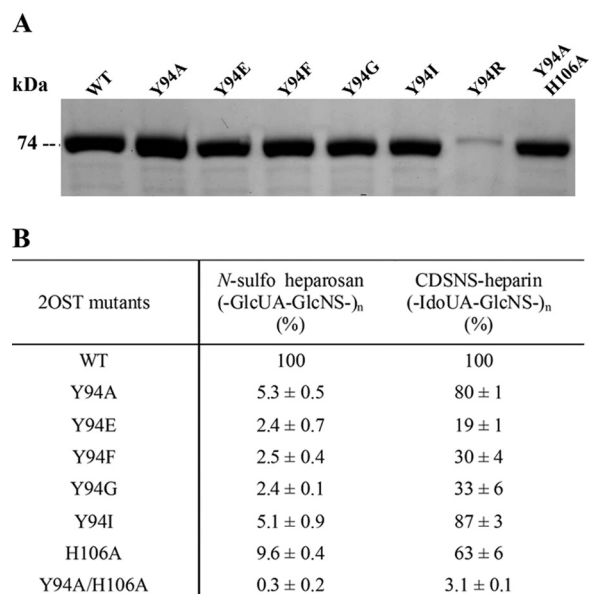 A
kDa
WT Y94A Y94E Y94F Y94G Y94I Y94R Y94A
H106A
74 --
B
2OST mutants N-sulfo heparosan CDSNS-heparin
(-GlcUA-GlcNS-)n (-IdoUA-GlcNS-)n
(%) (%)
WT 100 100
Y94A 5.3 ± 0.5 80 ± 1
Y94E 2.4 ± 0.7 19 ± 1
Y94F 2.5 ± 0.4 30 ± 4
Y94G 2.4 ± 0.1 33 ± 6
Y94I 5.1 ± 0.9 87 ± 3
H106A 9.6 ± 0.4 63 ± 6
Y94A/H106A 0.3 ± 0.2 3.1 ± 0.1